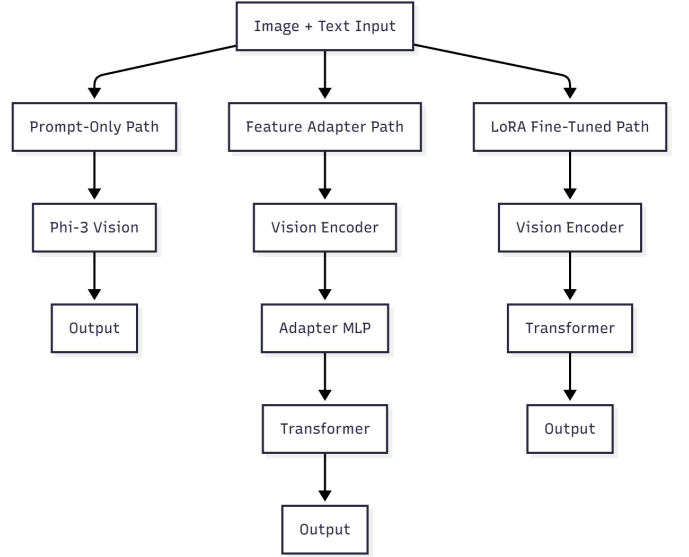 Image + Text Input
Prompt-Only Path
Feature Adapter Path
LoRA Fine-Tuned Path
Phi-3 Vision
Vision Encoder
Vision Encoder
Output
Adapter MLP
Transformer
Transformer
Output
Output